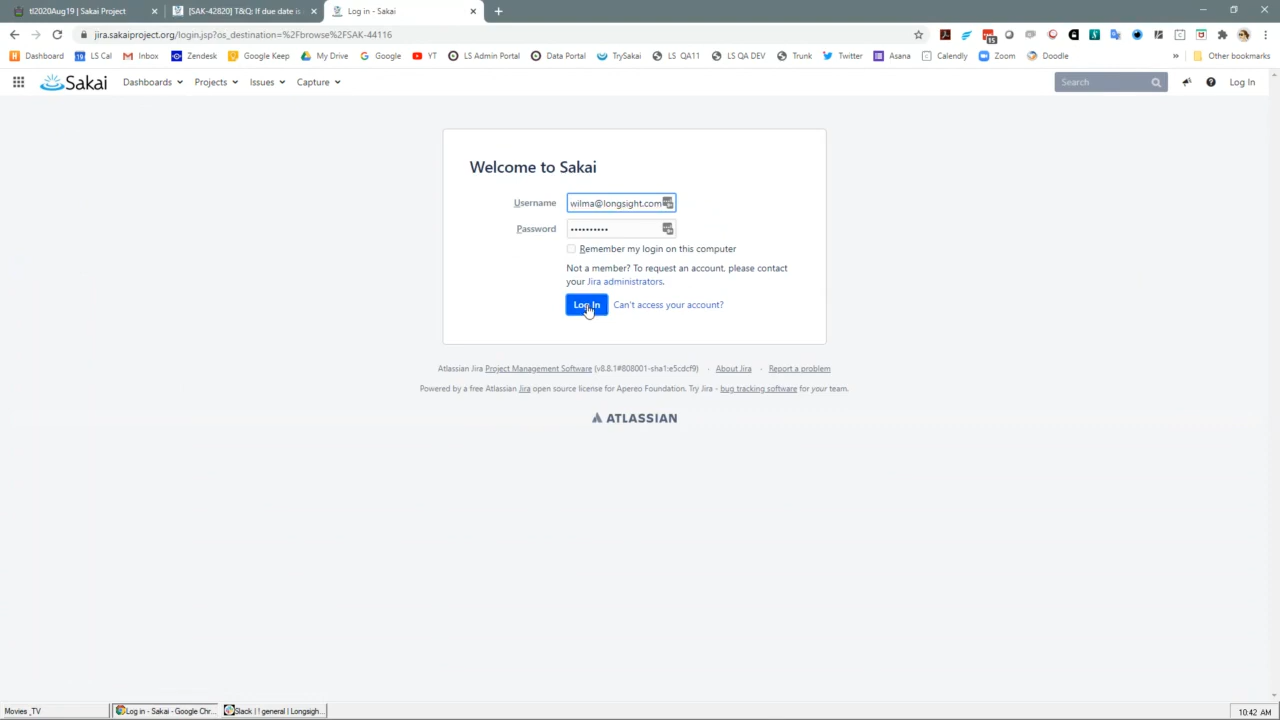 tl2020Aug19 | Sakai Project
[SAK-42820] T&Q: If due date is
Log in - Sakai
jira.sakaiproject.org/login.jsp?os_destination=%2Fbrowse%2FSAK-44116
Dashboard LS Cal Inbox Zendesk Google Keep My Drive Google YT LS Admin Portal Data Portal TrySakai LS QA11 LS QA DEV Trunk Twitter Asana Calendly Zoom Doodle » Other bookmarks
Sakai Dashboards Projects Issues Capture Search Log In
Welcome to Sakai
Username wilma@longsight.com
Password ••••••••••
Remember my login on this computer
Not a member? To request an account, please contact
your Jira administrators.
Log In Can't access your account?
Atlassian Jira Project Management Software (v8.8.1#808001-sha1:e5cdcf9) · About Jira · Report a problem
Powered by a free Atlassian Jira open source license for Apereo Foundation. Try Jira - bug tracking software for your team.
ATLASSIAN
Movies _TV Log in - Sakai - Google Chr... Slack | ! general | Longsigh... 10:42 AM